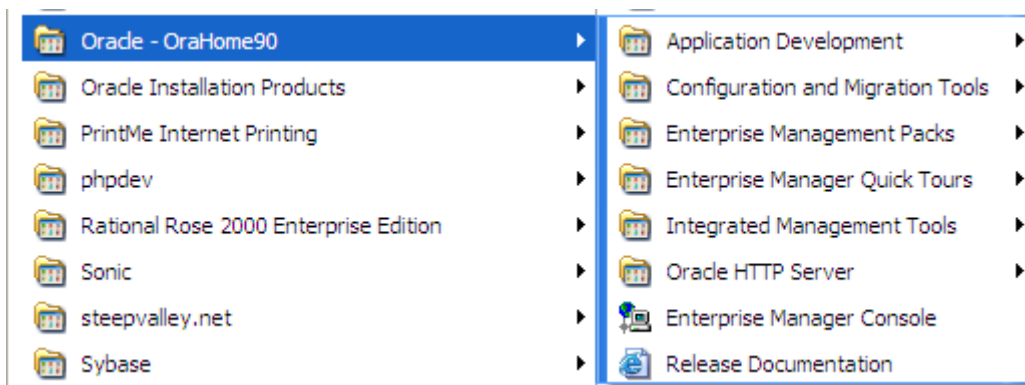 Oracle - OraHome90
Oracle Installation Products
PrintMe Internet Printing
phpdev
Rational Rose 2000 Enterprise Edition
Sonic
steepvalley.net
Sybase
Application Development
Configuration and Migration Tools
Enterprise Management Packs
Enterprise Manager Quick Tours
Integrated Management Tools
Oracle HTTP Server
Enterprise Manager Console
Release Documentation